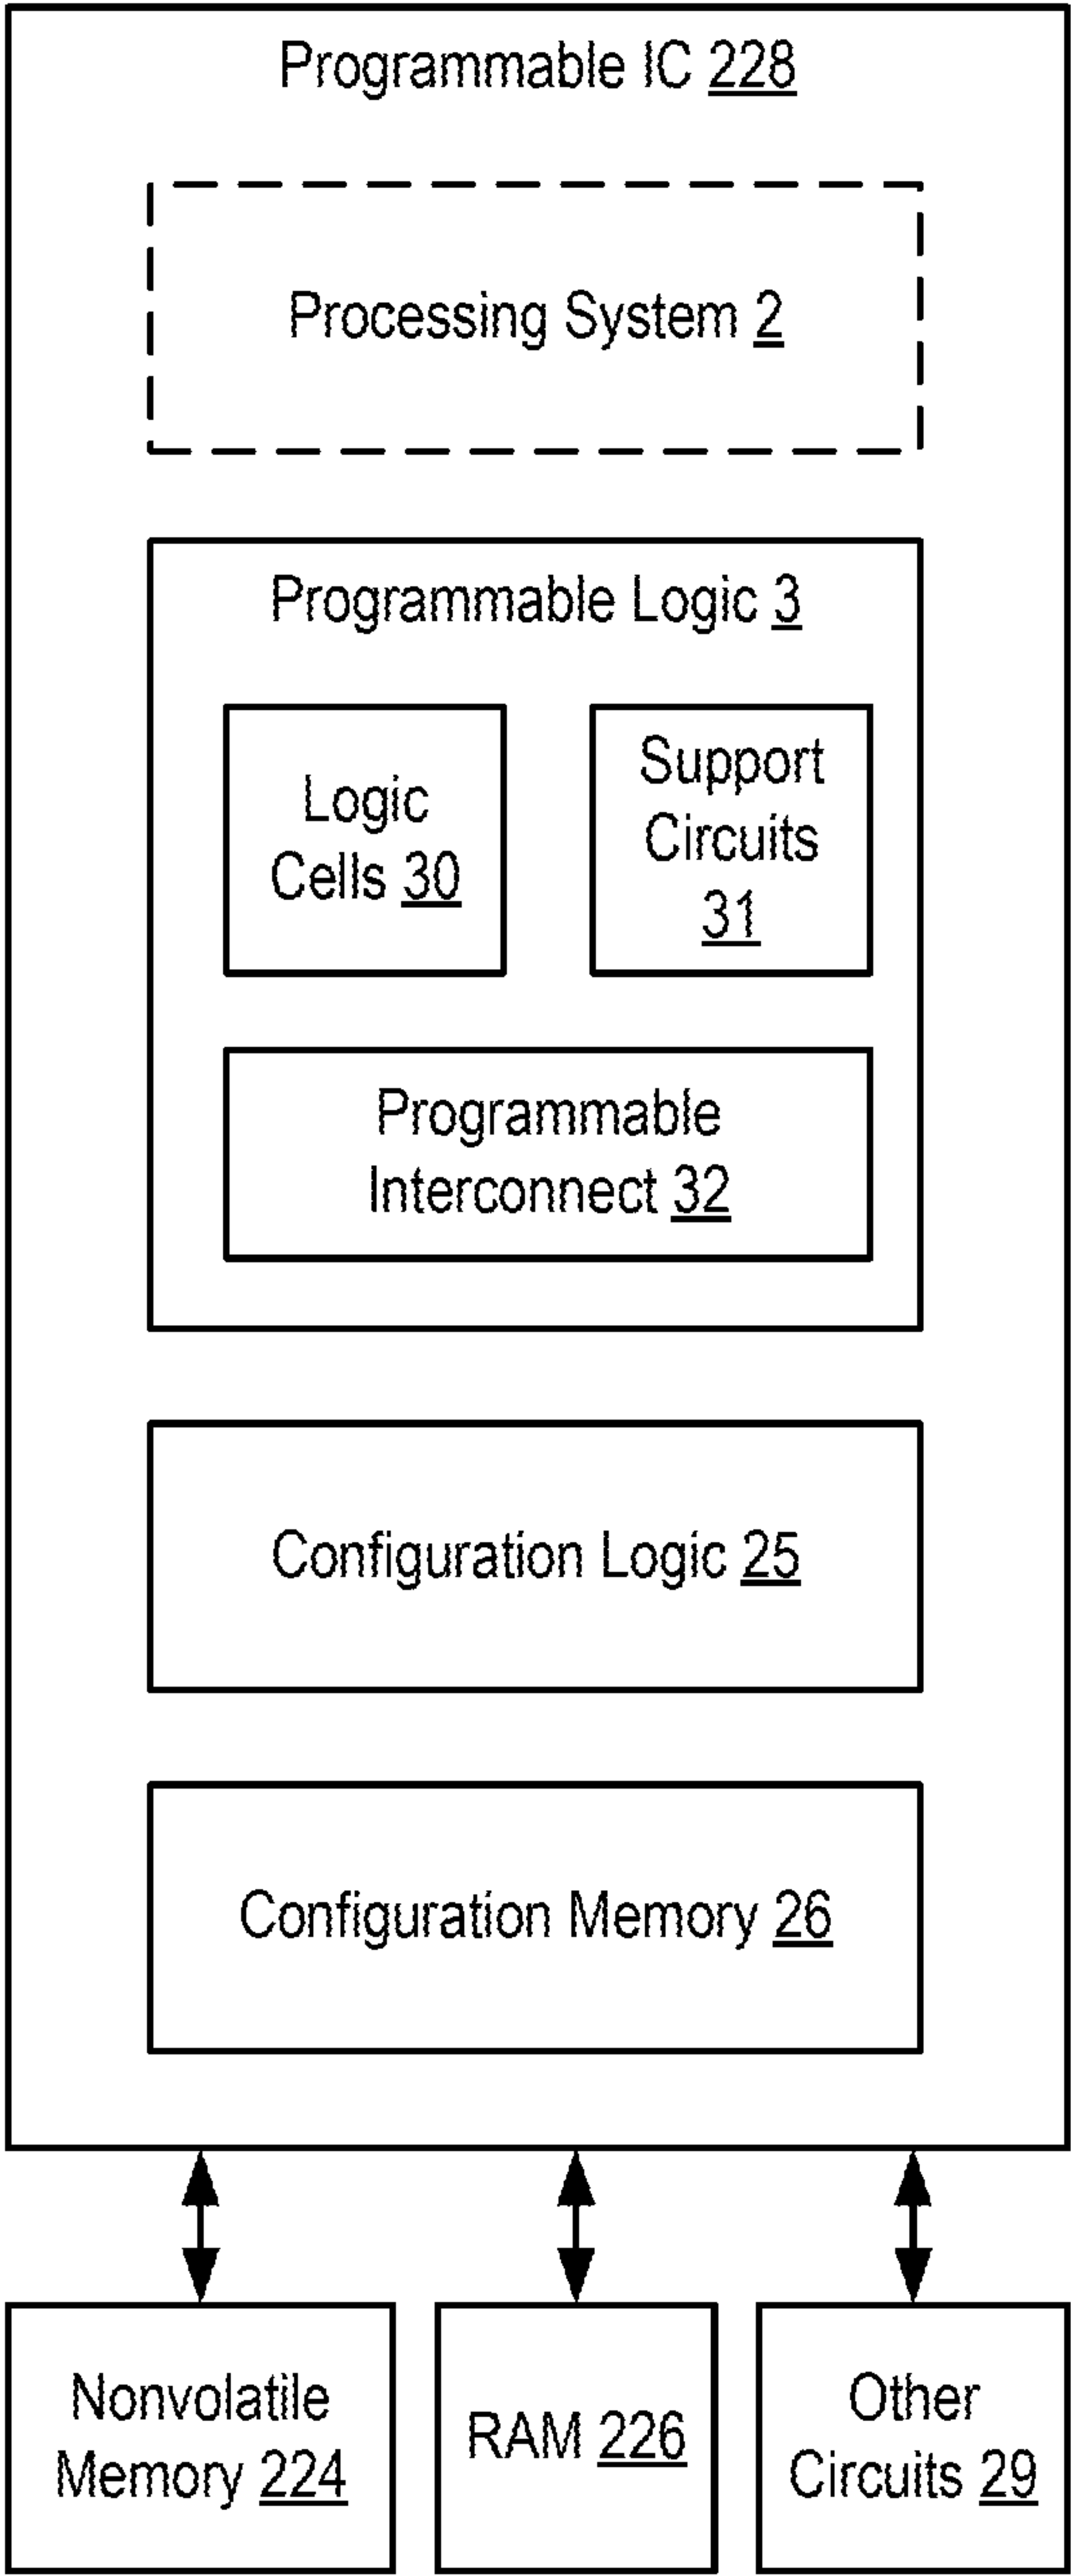 Programmable IC 228
Processing System 2
Programmable Logic 3
Logic
Cells 30
Support
Circuits
31
Programmable
Interconnect 32
Configuration Logic 25
Configuration Memory 26
Nonvolatile
Memory 224
RAM 226
Other
Circuits 29